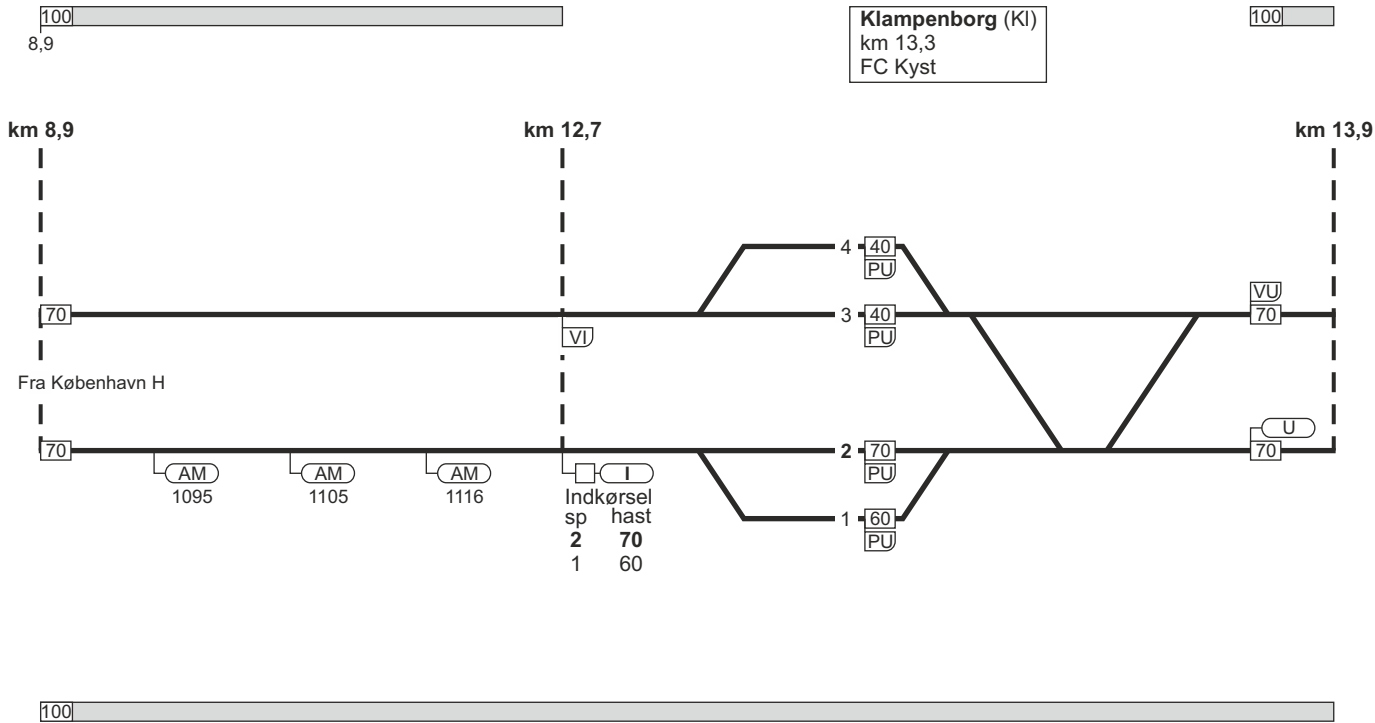 100
8,9
Klampenborg (Kl)
km 13,3
FC Kyst
100
km 8,9
km 12,7
km 13,9
4 40
PU
70
3 40
PU
VI
VU
70
Fra København H
70
AM
1095
AM
1105
AM
1116
I
Indkørsel
sp hast
2 70
1 60
2 70
PU
1 60
PU
U
70
100